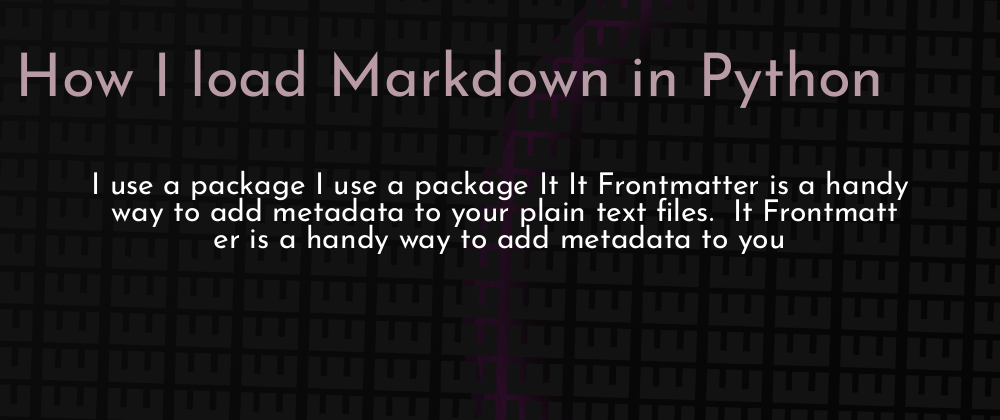 How I load Markdown in Python
I use a package I use a package It It Frontmatter is a handy
way to add metadata to your plain text files.  It Frontmatt
er is a handy way to add metadata to you